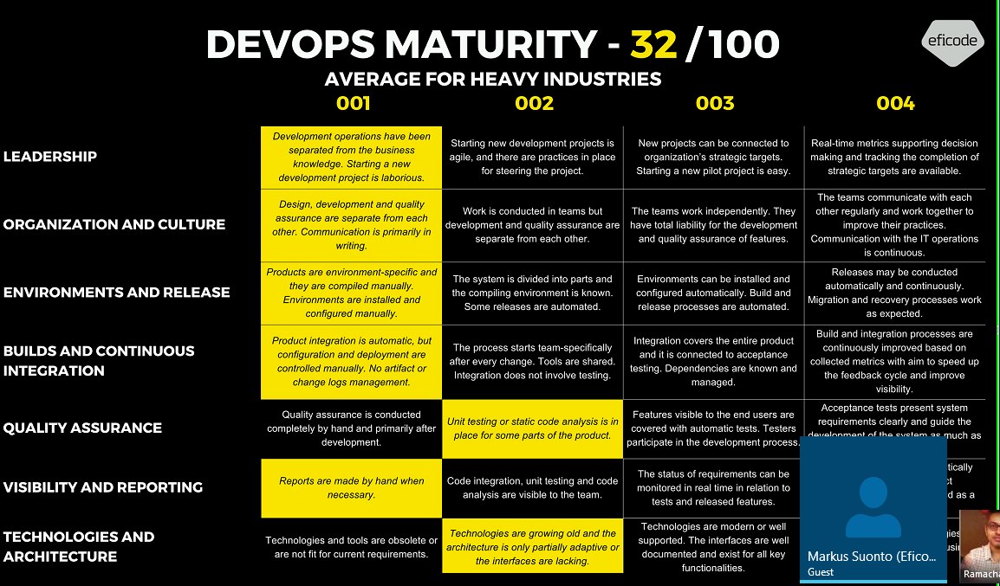 DEVOPS MATURITY - 32 /100
eficode
AVERAGE FOR HEAVY INDUSTRIES
001
002
003
004
LEADERSHIP
Development operations have been
separated from the business
knowledge. Starting a new
development project is laborious.
Starting new development projects is
agile, and there are practices in place
for steering the project.
New projects can be connected to
organization's strategic targets.
Starting a new pilot project is easy.
Real-time metrics supporting decision
making and tracking the completion of
strategic targets are available.
ORGANIZATION AND CULTURE
Design, development and quality
assurance are separate from each
other. Communication is primarily in
writing.
Work is conducted in teams but
development and quality assurance are
separate from each other.
The teams work independently. They
have total liability for the development
and quality assurance of features.
The teams communicate with each
other regularly and work together to
improve their practices.
Communication with the IT operations
is continuous.
ENVIRONMENTS AND RELEASE
Products are environment-specific and
they are compiled manually.
Environments are installed and
configured manually.
The system is divided into parts and
the compiling environment is known.
Some releases are automated.
Environments can be installed and
configured automatically. Build and
release processes are automated.
Releases may be conducted
automatically and continuously.
Migration and recovery processes work
as expected.
BUILDS AND CONTINUOUS
INTEGRATION
Product integration is automatic, but
configuration and deployment are
controlled manually. No artifact or
change logs management.
The process starts team-specifically
after every change. Tools are shared.
Integration does not involve testing.
Integration covers the entire product
and it is connected to acceptance
testing. Dependencies are known and
managed.
Build and integration processes are
continuously improved based on
collected metrics with aim to speed up
the feedback cycle and improve
visibility.
QUALITY ASSURANCE
Quality assurance is conducted
completely by hand and primarily after
development.
Unit testing or static code analysis is in
place for some parts of the product.
Features visible to the end users are
covered with automatic tests. Testers
participate in the development process.
Acceptance tests present system
requirements clearly and guide the
development of the system as much as
VISIBILITY AND REPORTING
Reports are made by hand when
necessary.
Code integration, unit testing and code
analysis are visible to the team.
The status of requirements can be
monitored in real time in relation to
tests and released features.
as a
TECHNOLOGIES AND
ARCHITECTURE
Technologies and tools are obsolete or
are not fit for current requirements.
Technologies are growing old and the
architecture is only partially adaptive or
the interfaces are lacking.
Technologies are modern or well
supported. The interfaces are well
documented and exist for all key
functionalities.
Markus Suonto (Efico...
Guest
Ramacha